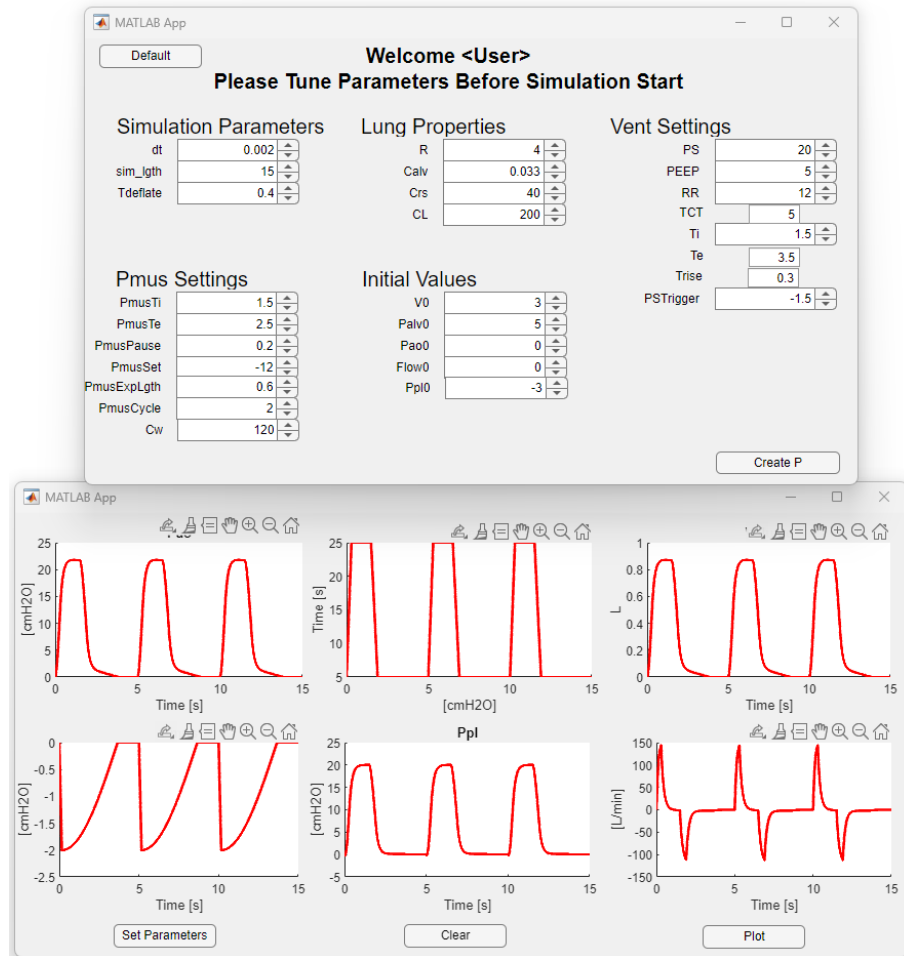 MATLAB App
Default
Welcome <User>
Please Tune Parameters Before Simulation Start
Simulation Parameters
dt 0.002
sim_lgth 15
Tdeflate 0.4
Lung Properties
R 4
Calv 0.033
Crs 40
CL 200
Vent Settings
PS 20
PEEP 5
RR 12
TCT 5
Ti 1.5
Te 3.5
Trise 0.3
PSTrigger -1.5
Pmus Settings
PmusTi 1.5
PmusTe 2.5
PmusPause 0.2
PmusSet -12
PmusExpLgth 0.6
PmusCycle 2
Cw 120
Initial Values
V0 3
Palv0 5
Pao0 0
Flow0 0
Ppl0 -3
Create P
MATLAB App
[cmH2O]
25
20
15
10
5
0
0 5 10 15
Time [s]
Time [s]
25
20
15
10
5
0 5 10 15
[cmH2O]
L
1
0.8
0.6
0.4
0.2
0
0 5 10 15
Time [s]
[cmH2O]
0
-0.5
-1
-1.5
-2
-2.5
0 5 10 15
Time [s]
Ppl
[cmH2O]
25
20
15
10
5
0
-5
0 5 10 15
Time [s]
[L/min]
150
100
50
0
-50
-100
-150
0 5 10 15
Time [s]
Set Parameters
Clear
Plot